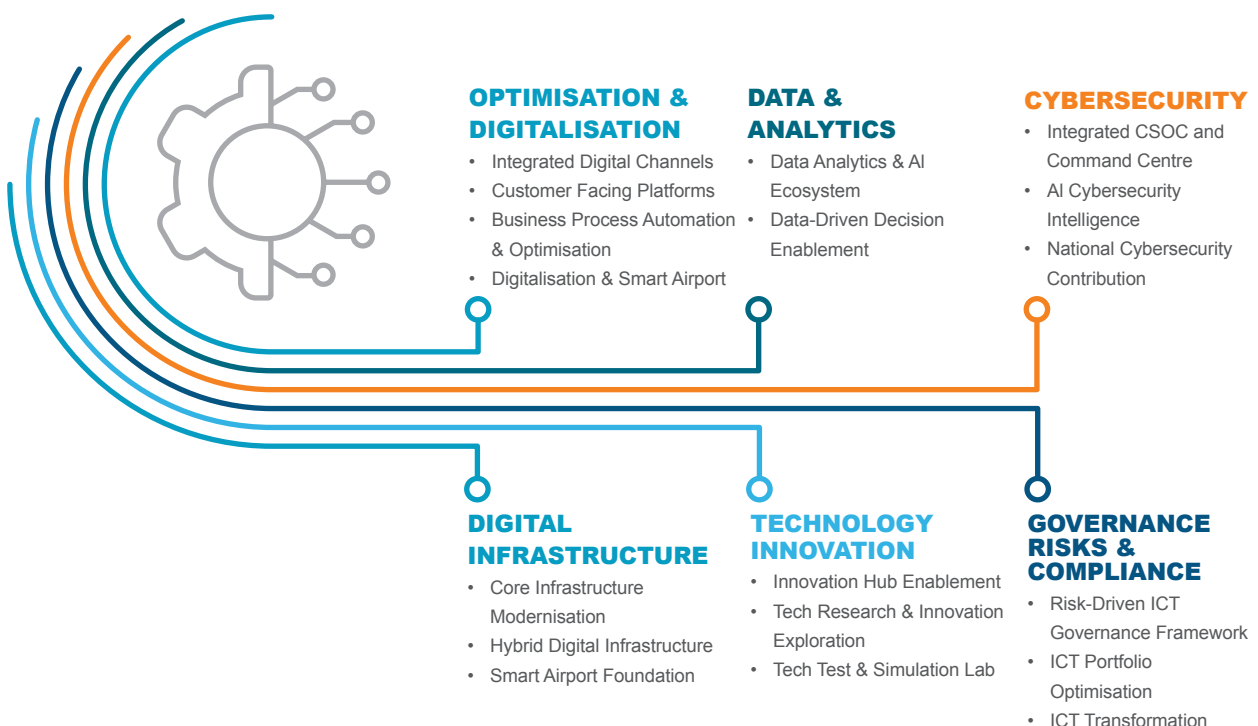 OPTIMISATION &
DIGITALISATION
• Integrated Digital Channels
• Customer Facing Platforms
• Business Process Automation
& Optimisation
• Digitalisation & Smart Airport
DATA &
ANALYTICS
• Data Analytics & AI
Ecosystem
• Data-Driven Decision
Enablement
CYBERSECURITY
• Integrated CSOC and
Command Centre
• AI Cybersecurity
Intelligence
• National Cybersecurity
Contribution
DIGITAL
INFRASTRUCTURE
• Core Infrastructure
Modernisation
• Hybrid Digital Infrastructure
• Smart Airport Foundation
TECHNOLOGY
INNOVATION
• Innovation Hub Enablement
• Tech Research & Innovation
Exploration
• Tech Test & Simulation Lab
GOVERNANCE
RISKS &
COMPLIANCE
• Risk-Driven ICT
Governance Framework
• ICT Portfolio
Optimisation
• ICT Transformation